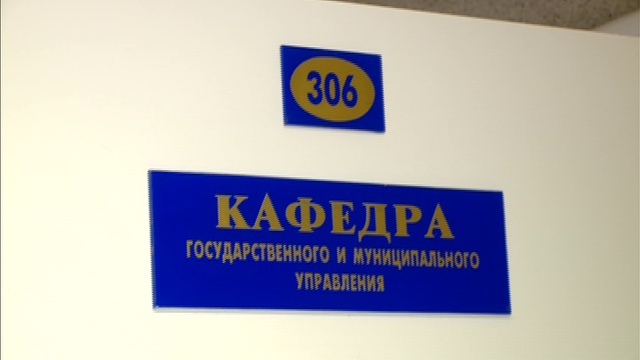 306
КАФЕДРА
ГОСУДАРСТВЕННОГО И МУНИЦИПАЛЬНОГО
УПРАВЛЕНИЯ